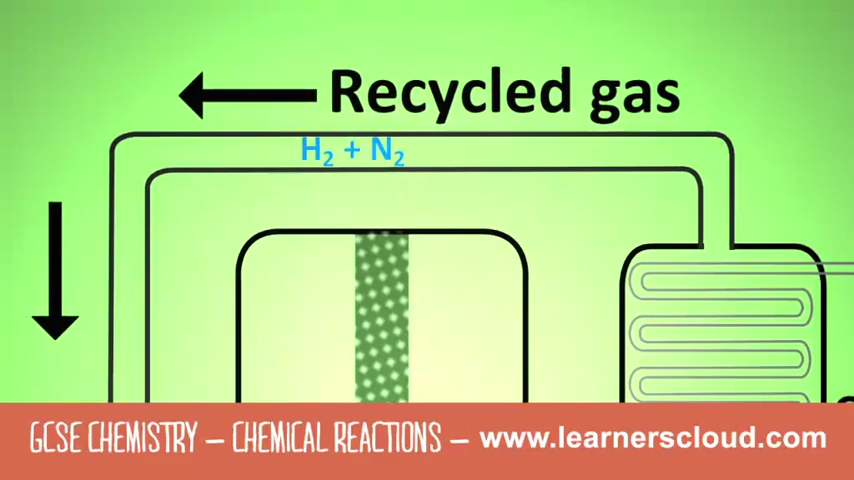 Recycled gas
H₂ + N₂
GCSE CHEMISTRY – CHEMICAL REACTIONS – www.learnerscloud.com